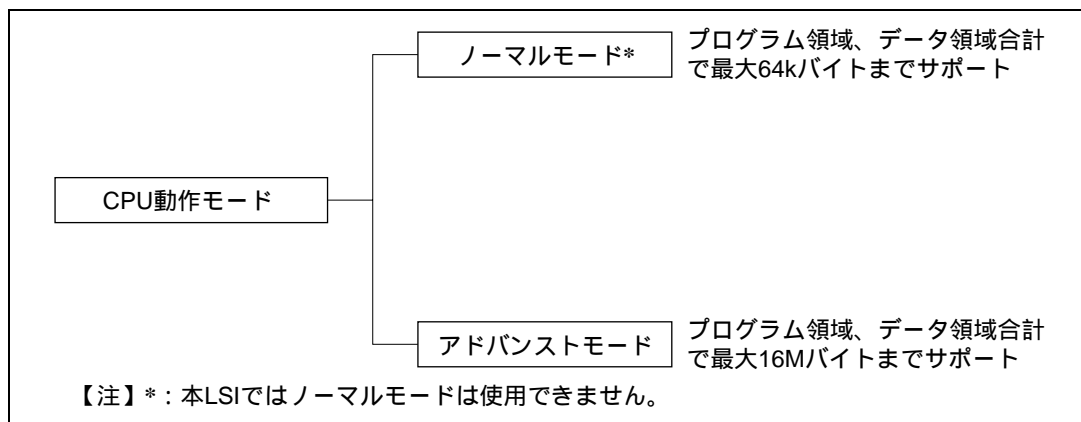 ノーマルモード*
プログラム領域、データ領域合計
で最大64kバイトまでサポート
CPU動作モード
アドバンストモード
プログラム領域、データ領域合計
で最大16Mバイトまでサポート
【注】*：本LSIではノーマルモードは使用できません。